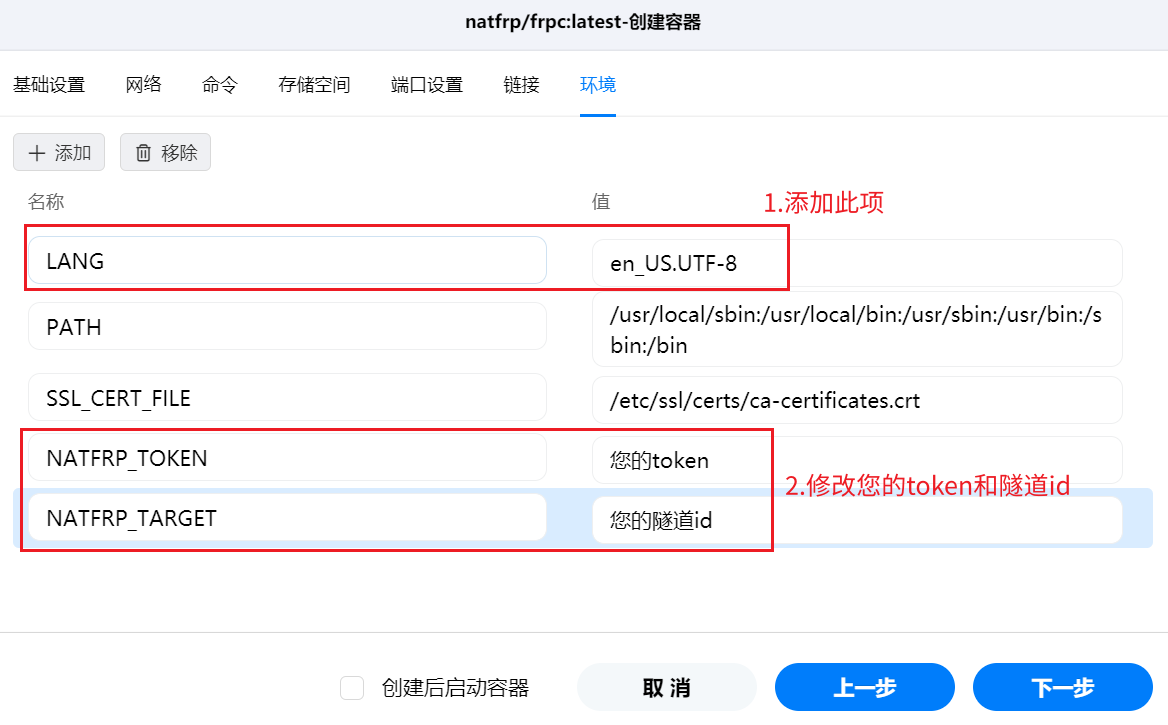 natfrp/frpc:latest-创建容器
基础设置 网络 命令 存储空间 端口设置 链接 环境
添加 移除
名称 值 1.添加此项
LANG en_US.UTF-8
PATH /usr/local/sbin:/usr/local/bin:/usr/sbin:/usr/bin:/s
bin:/bin
SSL_CERT_FILE /etc/ssl/certs/ca-certificates.crt
NATFRP_TOKEN 您的token
2.修改您的token和隧道id
NATFRP_TARGET 您的隧道id
创建后启动容器 取 消 上一步 下一步